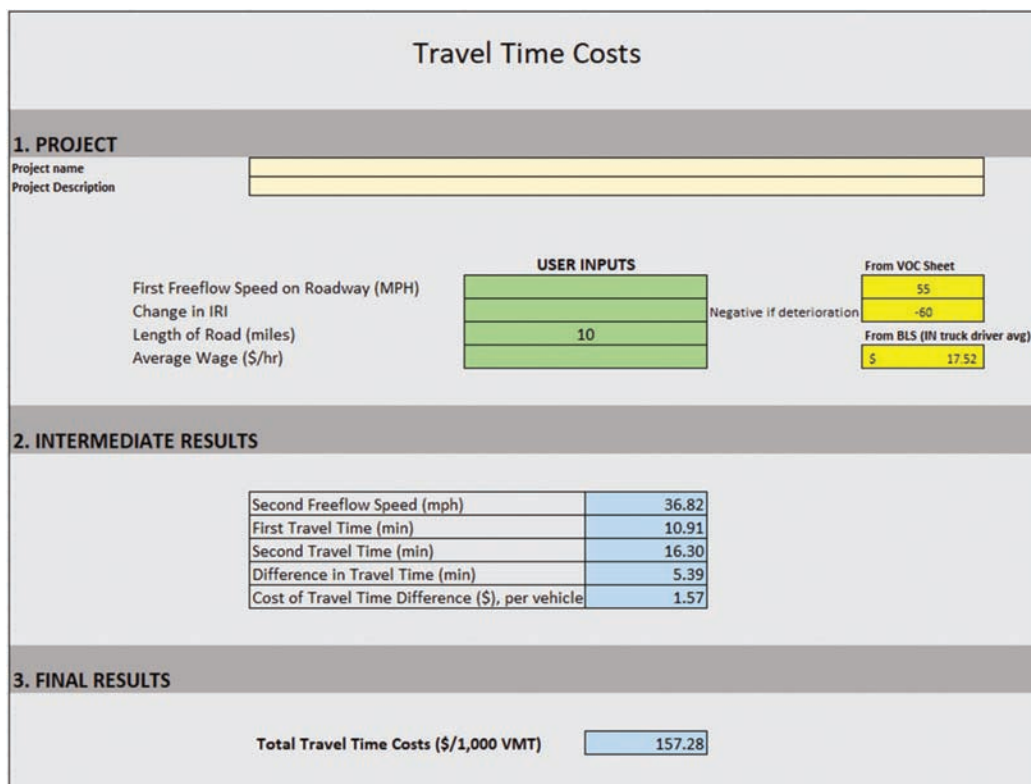 Travel Time Costs
1. PROJECT
Project name
Project Description
USER INPUTS
From VOC Sheet
First Freeflow Speed on Roadway (MPH)
55
Change in IRI
Negative if deterioration
-60
Length of Road (miles)
10
From BLS (IN truck driver avg)
Average Wage ($/hr)
$ 17.52
2. INTERMEDIATE RESULTS
Second Freeflow Speed (mph) 36.82
First Travel Time (min) 10.91
Second Travel Time (min) 16.30
Difference in Travel Time (min) 5.39
Cost of Travel Time Difference ($), per vehicle 1.57
3. FINAL RESULTS
Total Travel Time Costs ($/1,000 VMT) 157.28